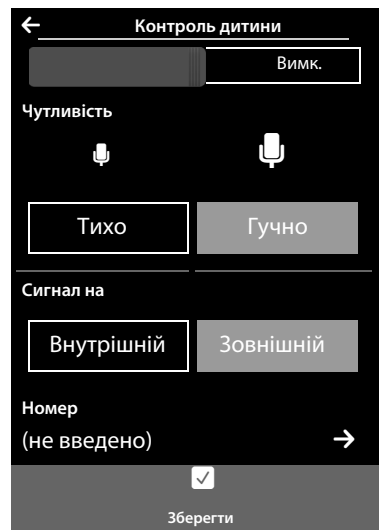 Контроль дитини
Вимк.
Чутливість
Тихо
Гучно
Сигнал на
Внутрішній
Зовнішній
Номер
(не введено)
Зберегти